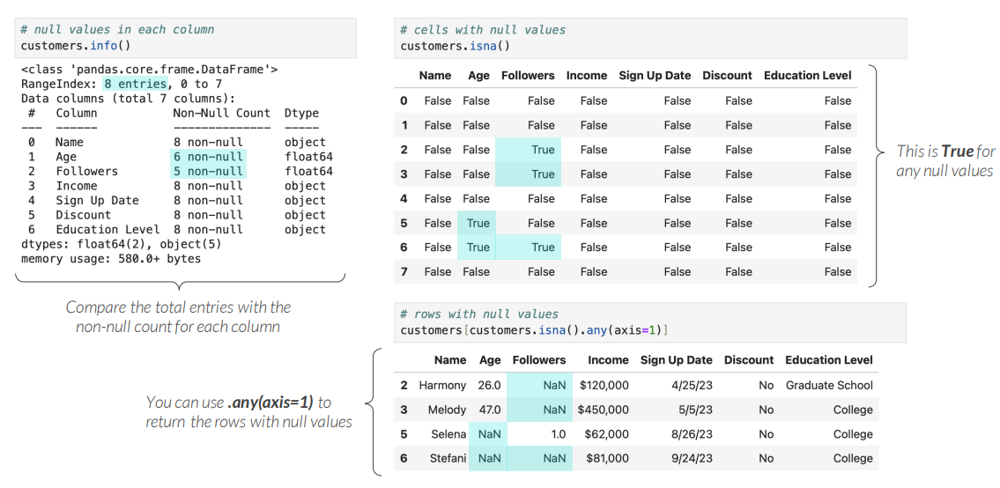 # null values in each column
customers.info()
<class 'pandas.core.frame.DataFrame'>
RangeIndex: 8 entries, 0 to 7
Data columns (total 7 columns):
#   Column           Non-Null Count  Dtype
---  ------           --------------  -----
0   Name             8 non-null      object
1   Age              6 non-null      float64
2   Followers        5 non-null      float64
3   Income           8 non-null      object
4   Sign Up Date     8 non-null      object
5   Discount         8 non-null      object
6   Education Level  8 non-null      object
dtypes: float64(2), object(5)
memory usage: 580.0+ bytes
Compare the total entries with the
non-null count for each column
# cells with null values
customers.isna()
Name Age Followers Income Sign Up Date Discount Education Level
0 False False False False False False False
1 False False False False False False False
2 False False True False False False False
3 False False True False False False False
4 False False False False False False False
5 False True False False False False False
6 False True True False False False False
7 False False False False False False False
This is True for
any null values
# rows with null values
customers[customers.isna().any(axis=1)]
Name Age Followers Income Sign Up Date Discount Education Level
2 Harmony 26.0 NaN $120,000 4/25/23 No Graduate School
3 Melody 47.0 NaN $450,000 5/5/23 No College
5 Selena NaN 1.0 $62,000 8/26/23 No College
6 Stefani NaN NaN $81,000 9/24/23 No College
You can use .any(axis=1) to
return the rows with null values